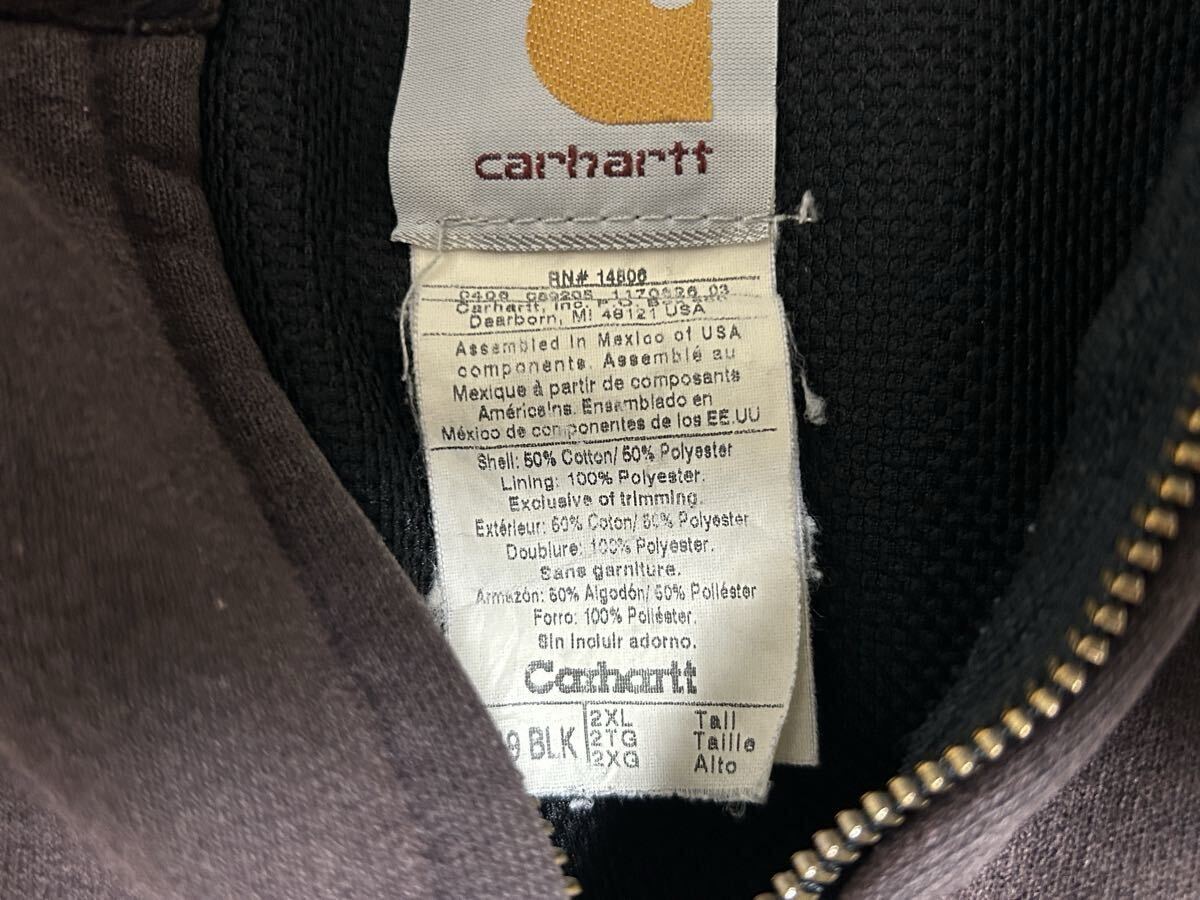 carhartt
RN# 14806
Carhartt, Inc.
Dearborn, MI 48121 USA
Assembled in Mexico of USA
components. Assemblé au
Mexique à partir de composants
Américains. Ensamblado en
México de componentes de los EE.UU
Shell: 50% Cotton/ 50% Polyester
Lining: 100% Polyester.
Exclusive of trimming.
Extérieur: 50% Coton/ 50% Polyester
Doublure: 100% Polyester.
Sans garniture.
Armazón: 50% Algodón/ 50% Poliéster
Forro: 100% Poliéster.
Sin incluir adorno.
Carhartt
9 BLK
2XL Tall
2TG Taille
2XG Alto